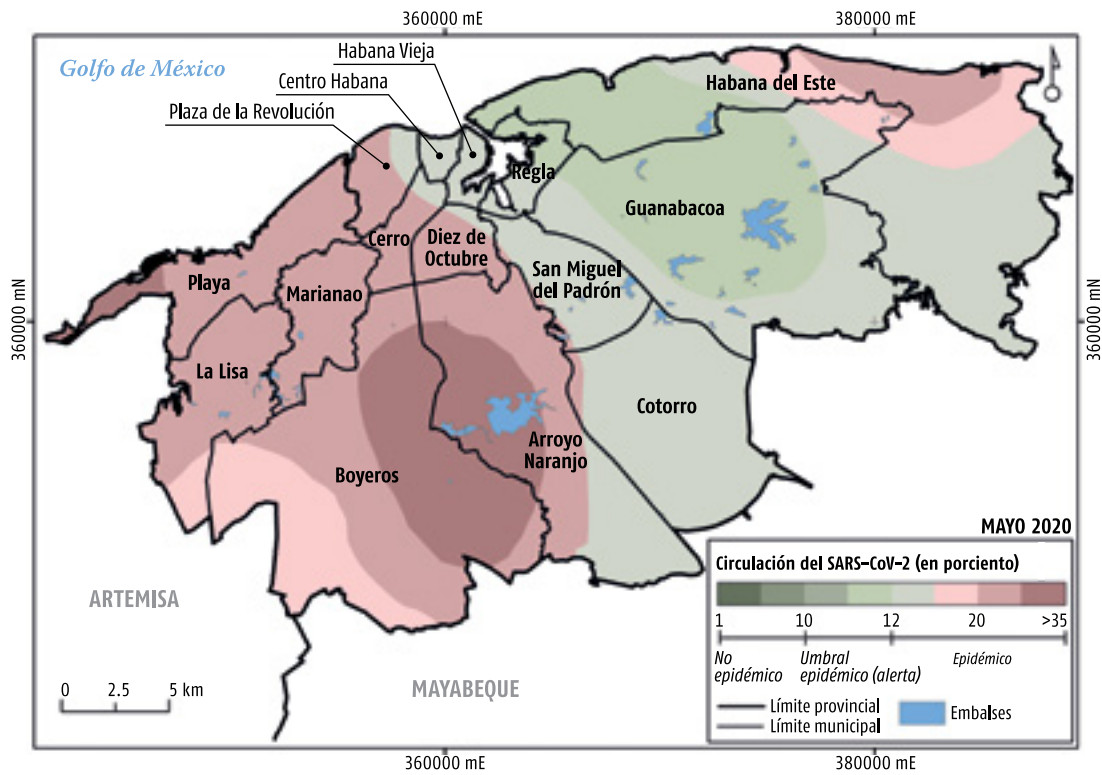 360000 mE
380000 mE
Golfo de México
Habana Vieja
Centro Habana
Plaza de la Revolución
Habana del Este
Regla
Guanabacoa
Cerro
Diez de
Octubre
San Miguel
del Padrón
Playa
Marianao
La Lisa
Cotorro
Arroyo
Naranjo
Boyeros
360000 mN
360000 mN
ARTEMISA
MAYABEQUE
0 2.5 5 km
MAYO 2020
Circulación del SARS-CoV-2 (en porciento)
1 10 12 20 >35
No
epidémico
Umbral
epidémico (alerta)
Epidémico
Límite provincial
Límite municipal
Embalses
360000 mE
380000 mE